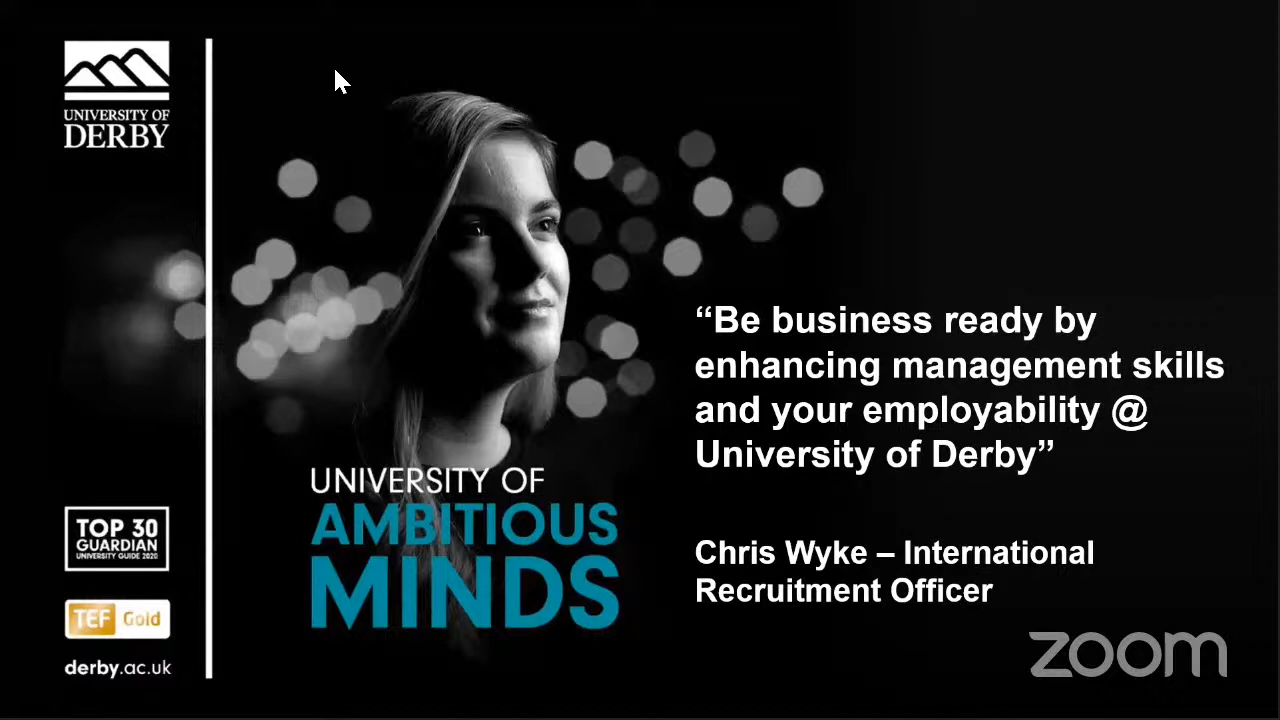 UNIVERSITY OF
DERBY
“Be business ready by
enhancing management skills
and your employability @
University of Derby”
UNIVERSITY OF
AMBITIOUS
MINDS
Chris Wyke – International
Recruitment Officer
TOP 30
GUARDIAN
UNIVERSITY GUIDE 2020
TEF Gold
derby.ac.uk
zoom